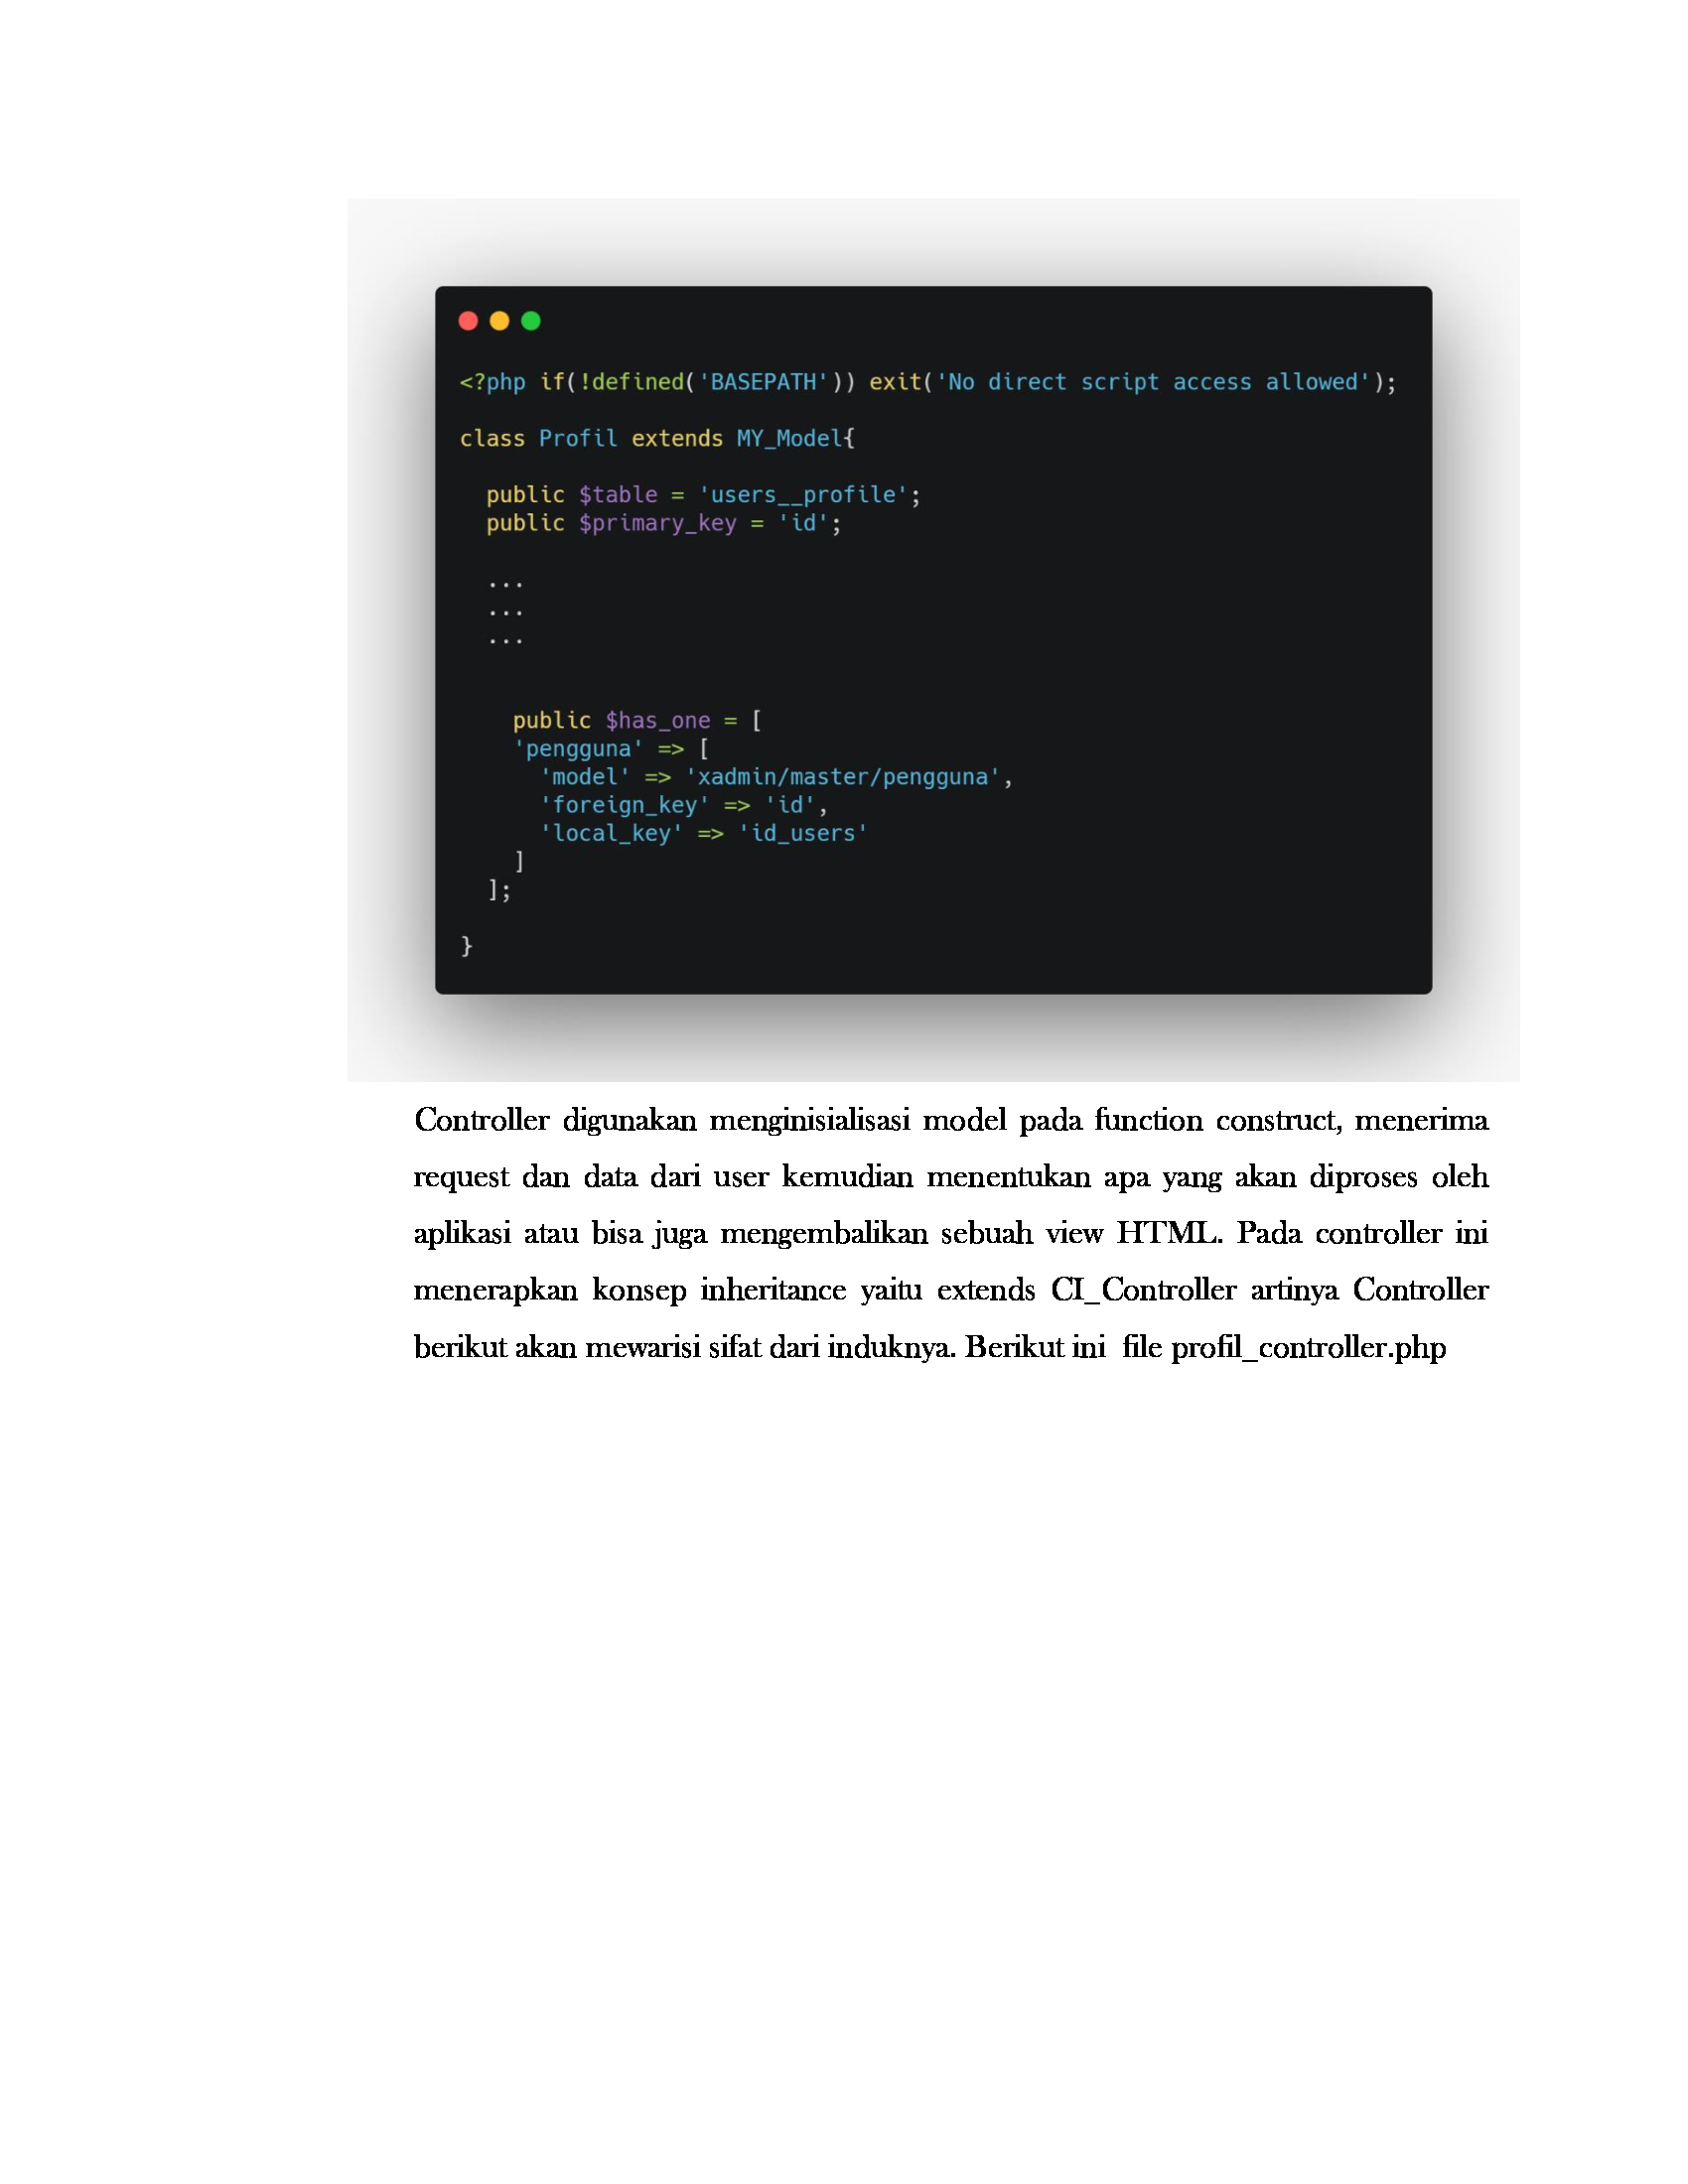 <?php if(!defined('BASEPATH')) exit('No direct script access allowed');
class Profil extends MY_Model{
public $table = 'users__profile';
public $primary_key = 'id';
...
...
...
public $has_one = [
'pengguna' => [
'model' => 'xadmin/master/pengguna',
'foreign_key' => 'id',
'local_key' => 'id_users'
]
];
}
Controller digunakan menginisialisasi model pada function construct, menerima
request dan data dari user kemudian menentukan apa yang akan diproses oleh
aplikasi atau bisa juga mengembalikan sebuah view HTML. Pada controller ini
menerapkan konsep inheritance yaitu extends CI_Controller artinya Controller
berikut akan mewarisi sifat dari induknya. Berikut ini  file profil_controller.php